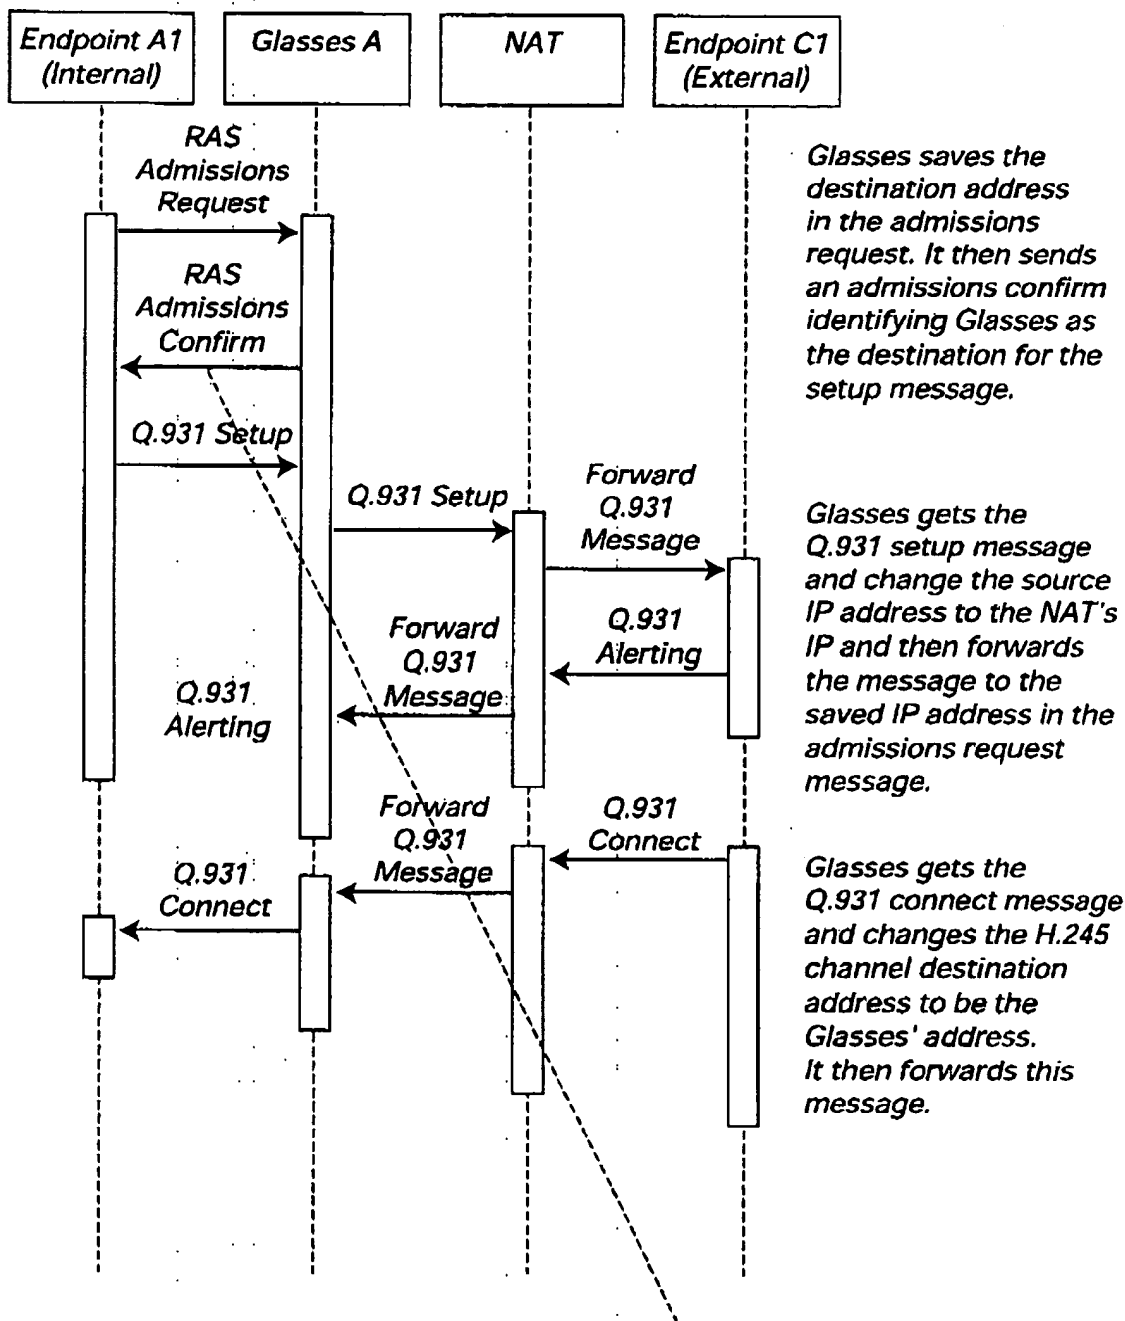 Endpoint A1
(Internal)
Glasses A
NAT
Endpoint C1
(External)
RAS
Admissions
Request
RAS
Admissions
Confirm
Q.931 Setup
Q.931 Setup
Forward
Q.931
Message
Q.931
Alerting
Forward
Q.931
Message
Q.931
Alerting
Q.931
Connect
Forward
Q.931
Message
Q.931
Connect
Glasses saves the
destination address
in the admissions
request. It then sends
an admissions confirm
identifying Glasses as
the destination for the
setup message.
Glasses gets the
Q.931 setup message
and change the source
IP address to the NAT's
IP and then forwards
the message to the
saved IP address in the
admissions request
message.
Glasses gets the
Q.931 connect message
and changes the H.245
channel destination
address to be the
Glasses' address.
It then forwards this
message.